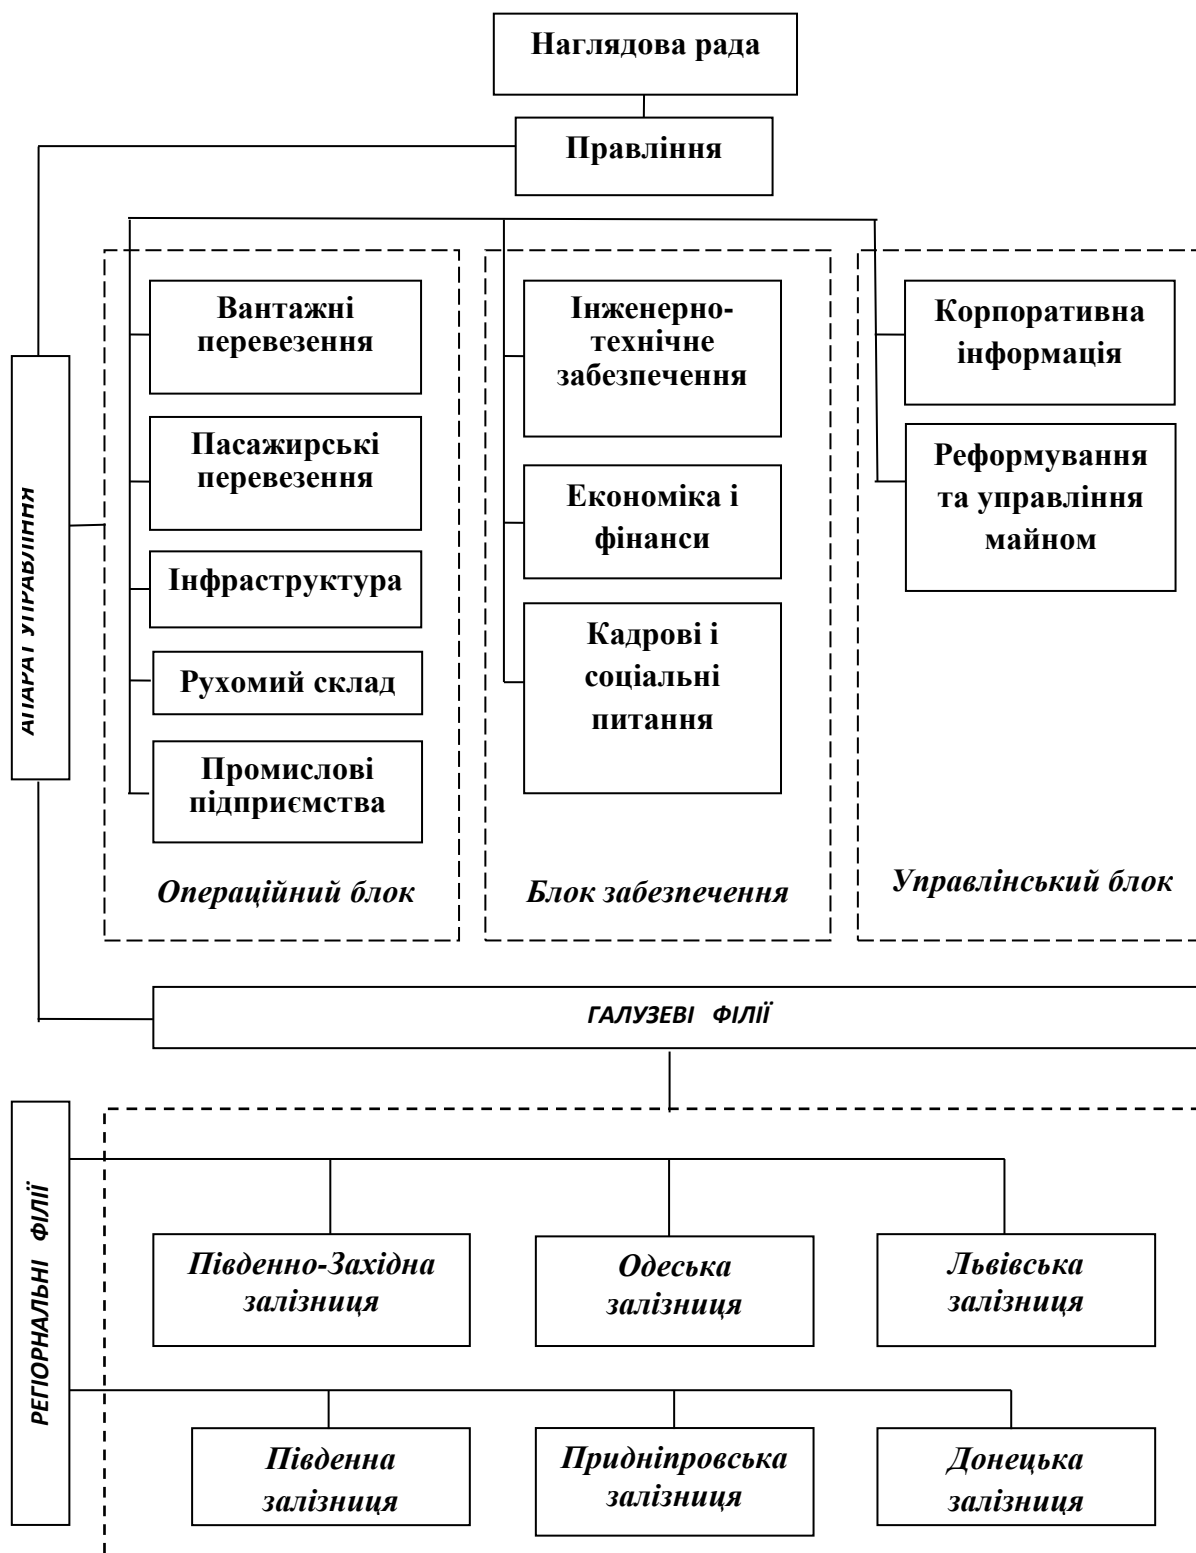 Наглядова рада
Правління
АПАРАТ УПРАВЛІННЯ
Вантажні
перевезення
Пасажирські
перевезення
Інфраструктура
Рухомий склад
Промислові
підприємства
Операційний блок
Інженерно-
технічне
забезпечення
Економіка і
фінанси
Кадрові і
соціальні
питання
Блок забезпечення
Корпоративна
інформація
Реформування
та управління
майном
Управлінський блок
ГАЛУЗЕВІ ФІЛІЇ
РЕГІОРНАЛЬНІ ФІЛІЇ
Південно-Західна
залізниця
Одеська
залізниця
Львівська
залізниця
Південна
залізниця
Придніпровська
залізниця
Донецька
залізниця